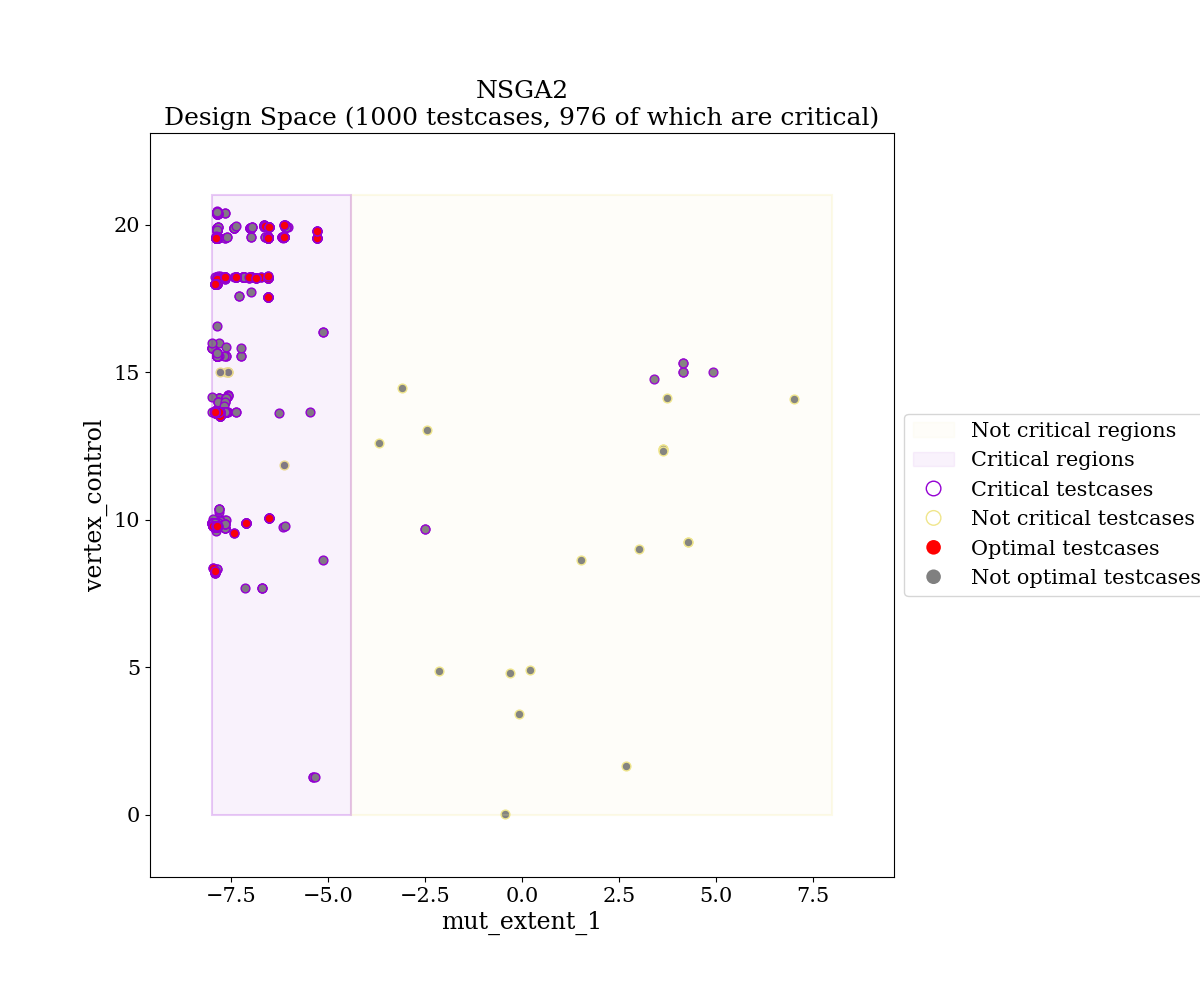 NSGA2
Design Space (1000 testcases, 976 of which are critical)
vertex_control
20
15
10
5
0
−7.5
−5.0
−2.5
0.0
2.5
5.0
7.5
mut_extent_1
Not critical regions
Critical regions
Critical testcases
Not critical testcases
Optimal testcases
Not optimal testcases